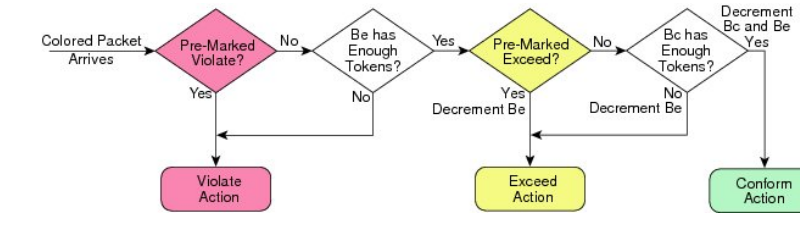 Colored Packet
Arrives
Pre-Marked
Violate?
No
Yes
Be has
Enough
Tokens?
Yes
No
Pre-Marked
Exceed?
No
Yes
Decrement Be
Bc has
Enough
Tokens?
No
Decrement Be
Decrement
Bc and Be
Yes
Violate
Action
Exceed
Action
Conform
Action